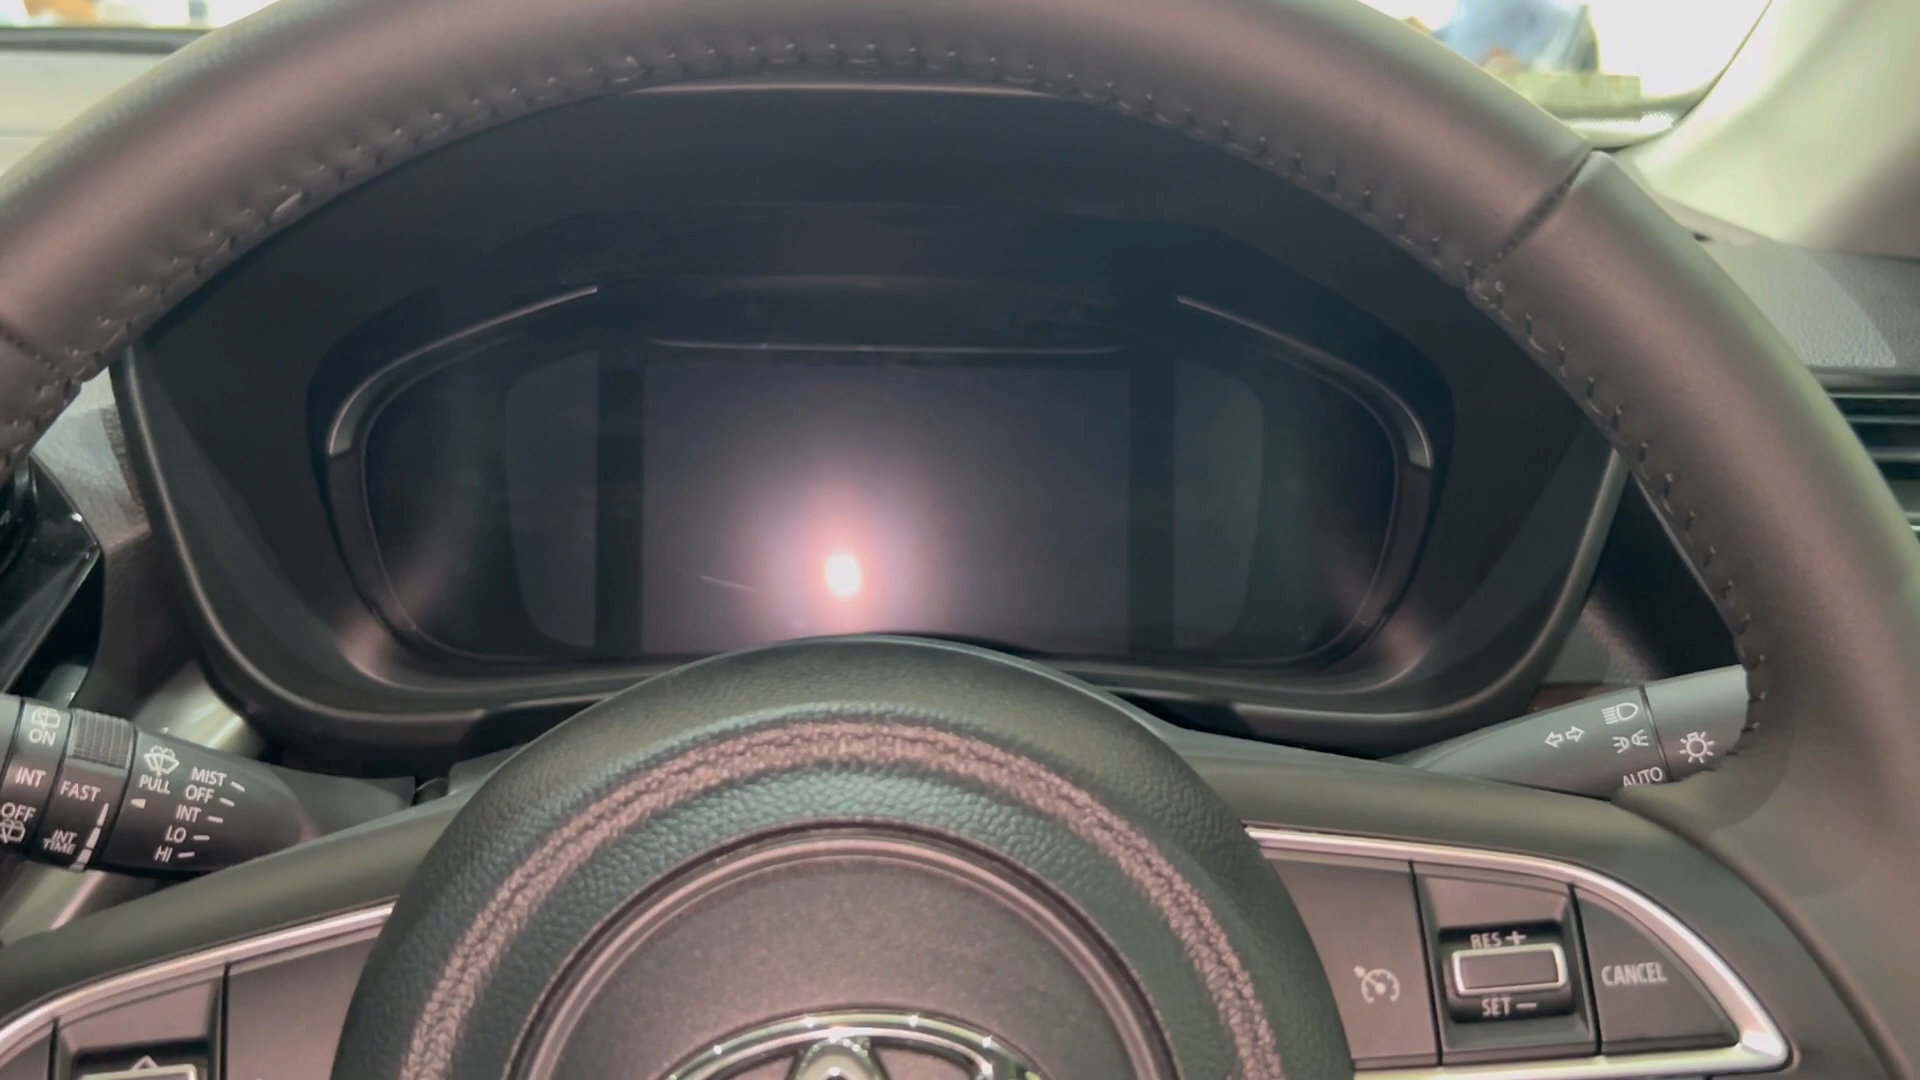 ON
INT
OFF
FAST
INT
TIME
PULL
MIST
OFF
INT
LO
HI
AUTO
RES +
SET −
CANCEL